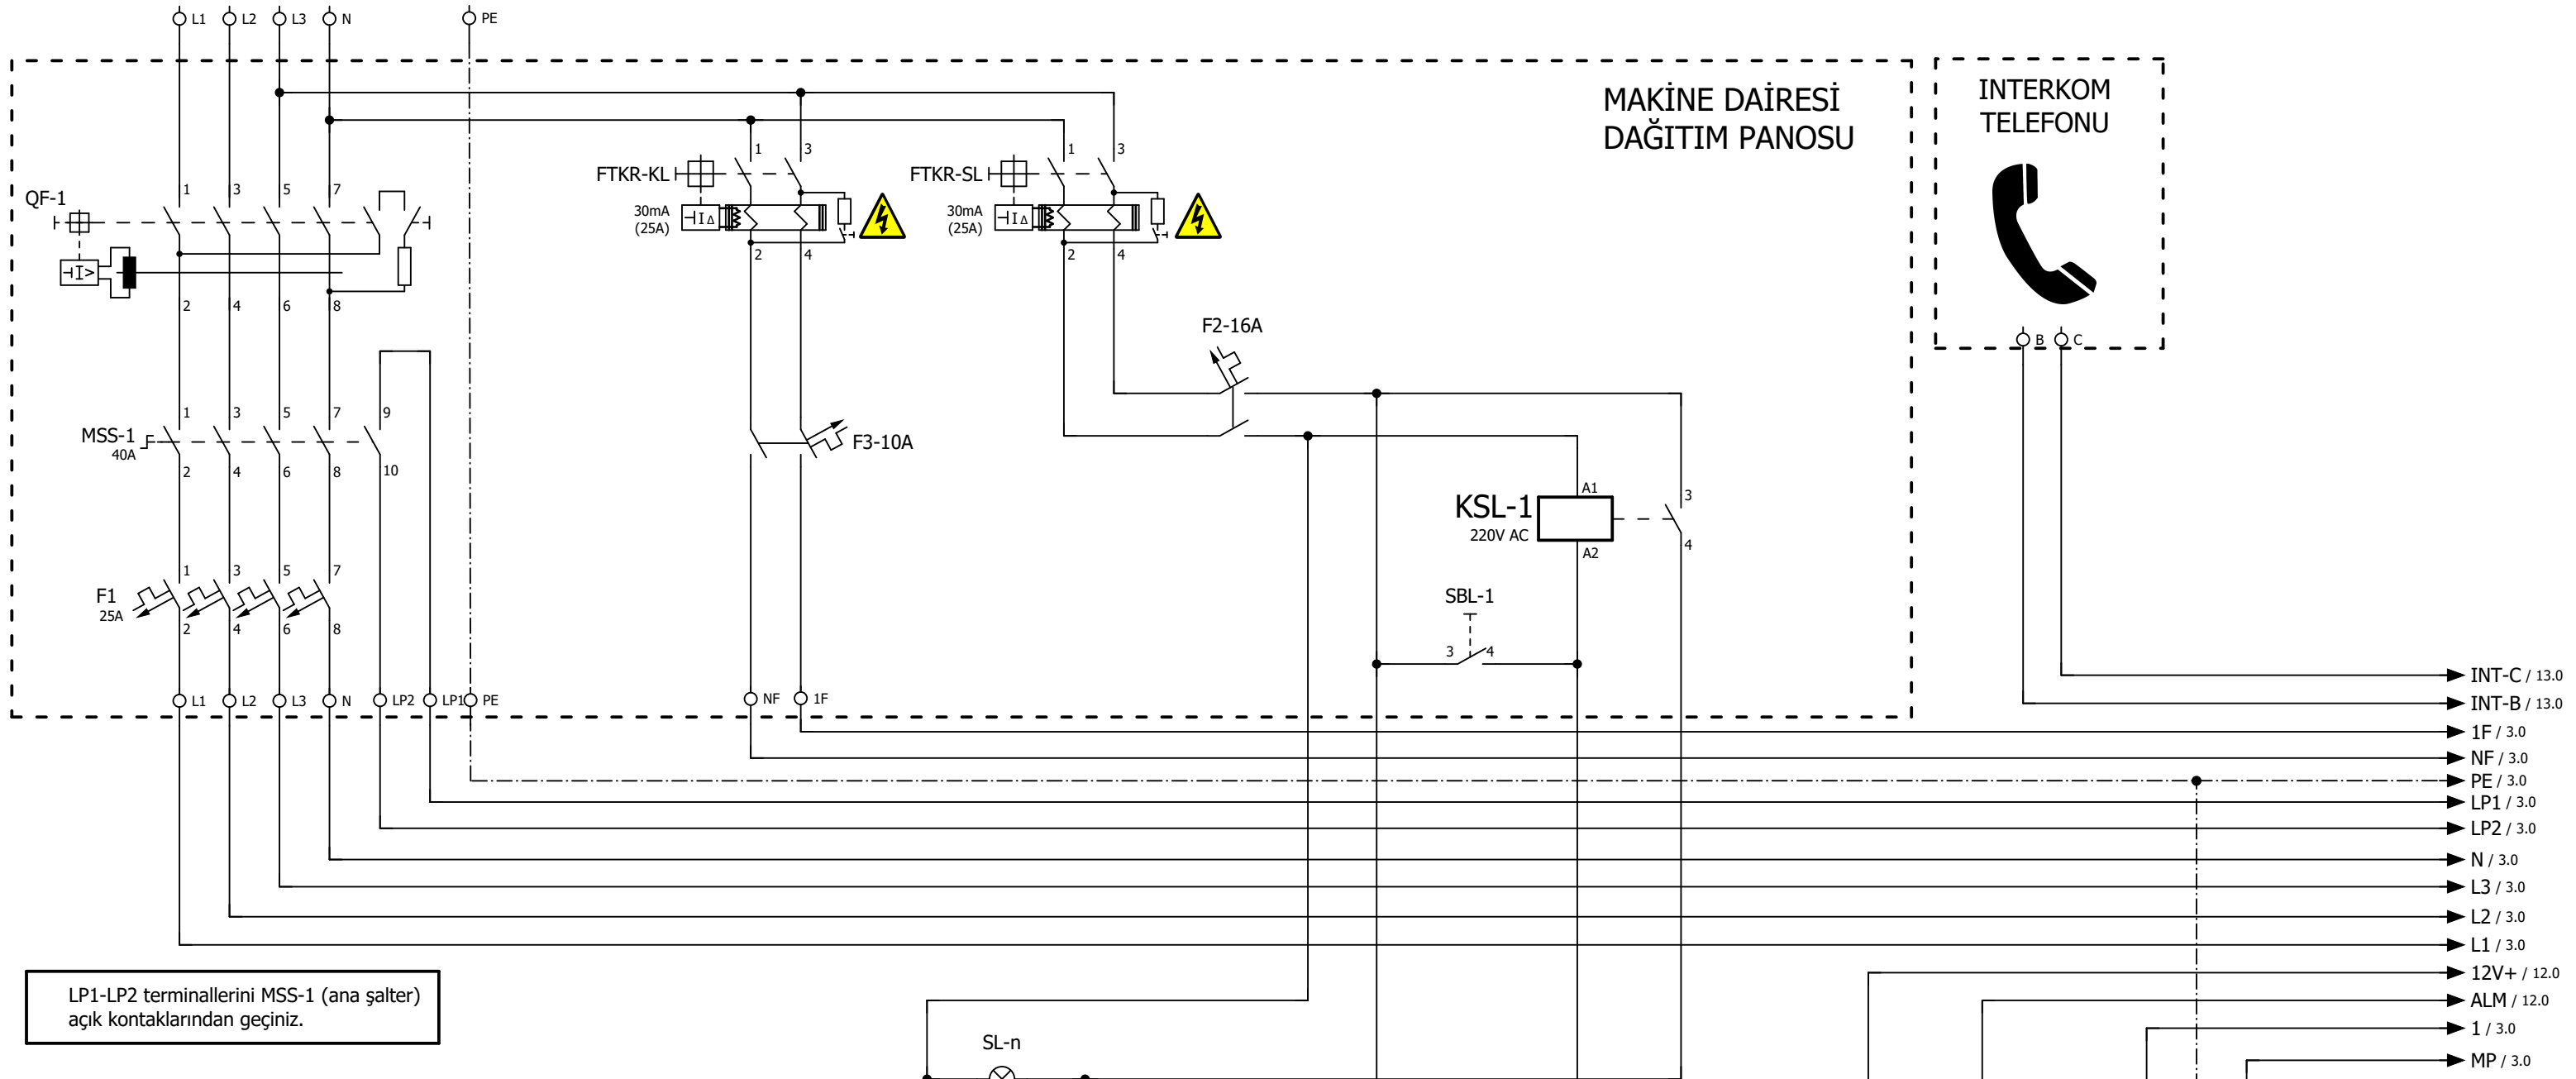 L1 L2 L3 N PE
MAKİNE DAİRESİ
DAĞITIM PANOSU
INTERKOM
TELEFONU
1 3 1 3
FTKR-KL FTKR-SL
QF-1 1 3 5 7
30mA
(25A)
I Δ
30mA
(25A)
I Δ
2 4 2 4
I>
2 4 6 8
F2-16A
B C
MSS-1
40A
1 3 5 7 9
2 4 6 8 10
F3-10A
KSL-1
220V AC
A1
A2
3
4
F1
25A
1 3 5 7
2 4 6 8
SBL-1
3 4
L1 L2 L3 N LP2 LP1 PE NF 1F
INT-C / 13.0
INT-B / 13.0
1F / 3.0
NF / 3.0
PE / 3.0
LP1 / 3.0
LP2 / 3.0
N / 3.0
L3 / 3.0
L2 / 3.0
L1 / 3.0
12V+ / 12.0
ALM / 12.0
1 / 3.0
MP / 3.0
LP1-LP2 terminallerini MSS-1 (ana şalter)
açık kontaklarından geçiniz.
SL-n